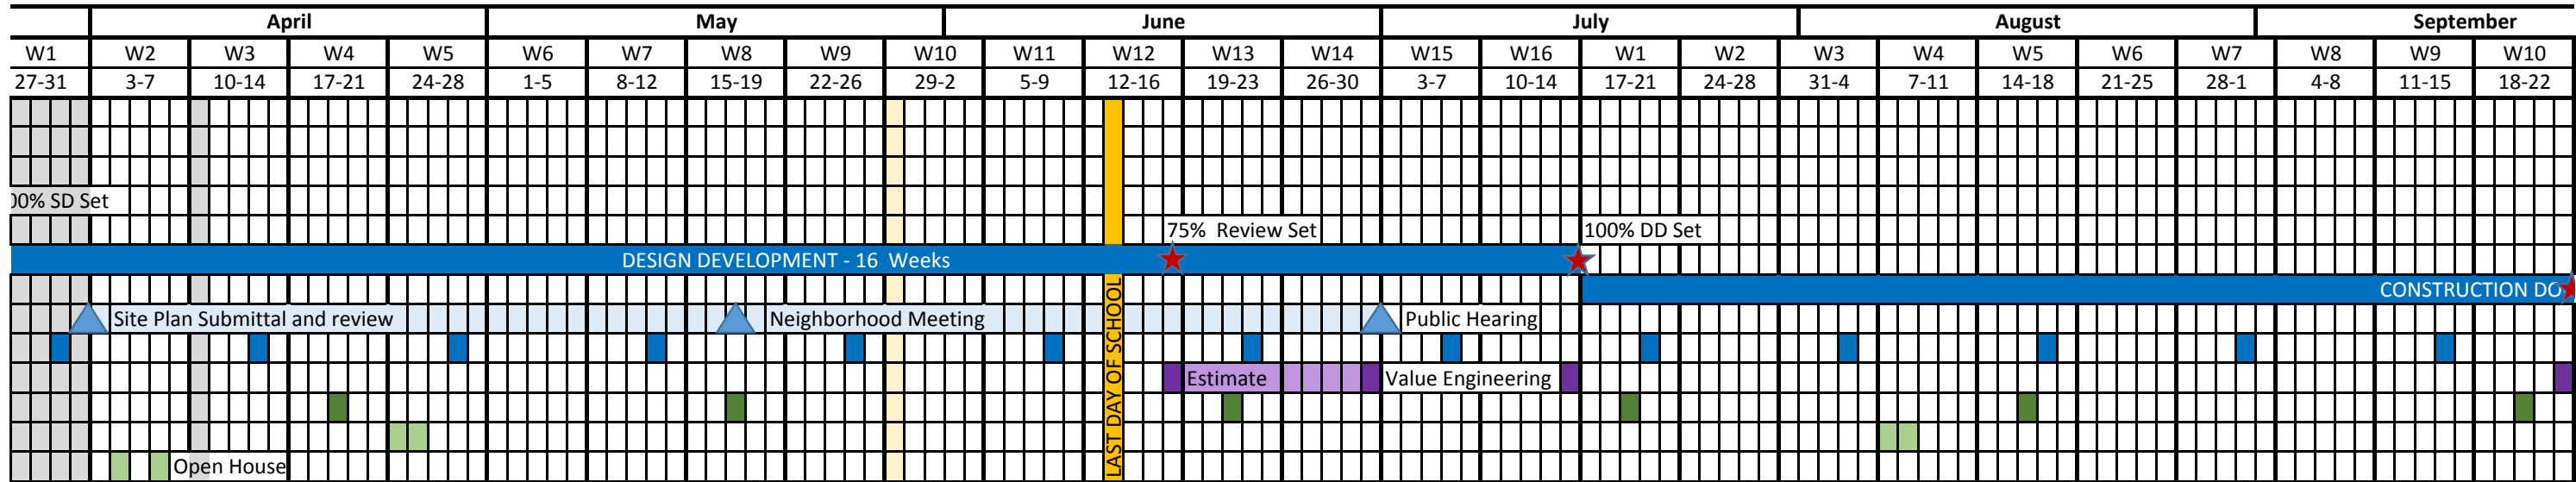 April May June July August September
W1 W2 W3 W4 W5 W6 W7 W8 W9 W10 W11 W12 W13 W14 W15 W16 W1 W2 W3 W4 W5 W6 W7 W8 W9 W10
27-31 3-7 10-14 17-21 24-28 1-5 8-12 15-19 22-26 29-2 5-9 12-16 19-23 26-30 3-7 10-14 17-21 24-28 31-4 7-11 14-18 21-25 28-1 4-8 11-15 18-22
00% SD Set
75% Review Set 100% DD Set
DESIGN DEVELOPMENT - 16 Weeks
CONSTRUCTION DO
LAST DAY OF SCHOOL
Site Plan Submittal and review Neighborhood Meeting Public Hearing
Estimate Value Engineering
Open House